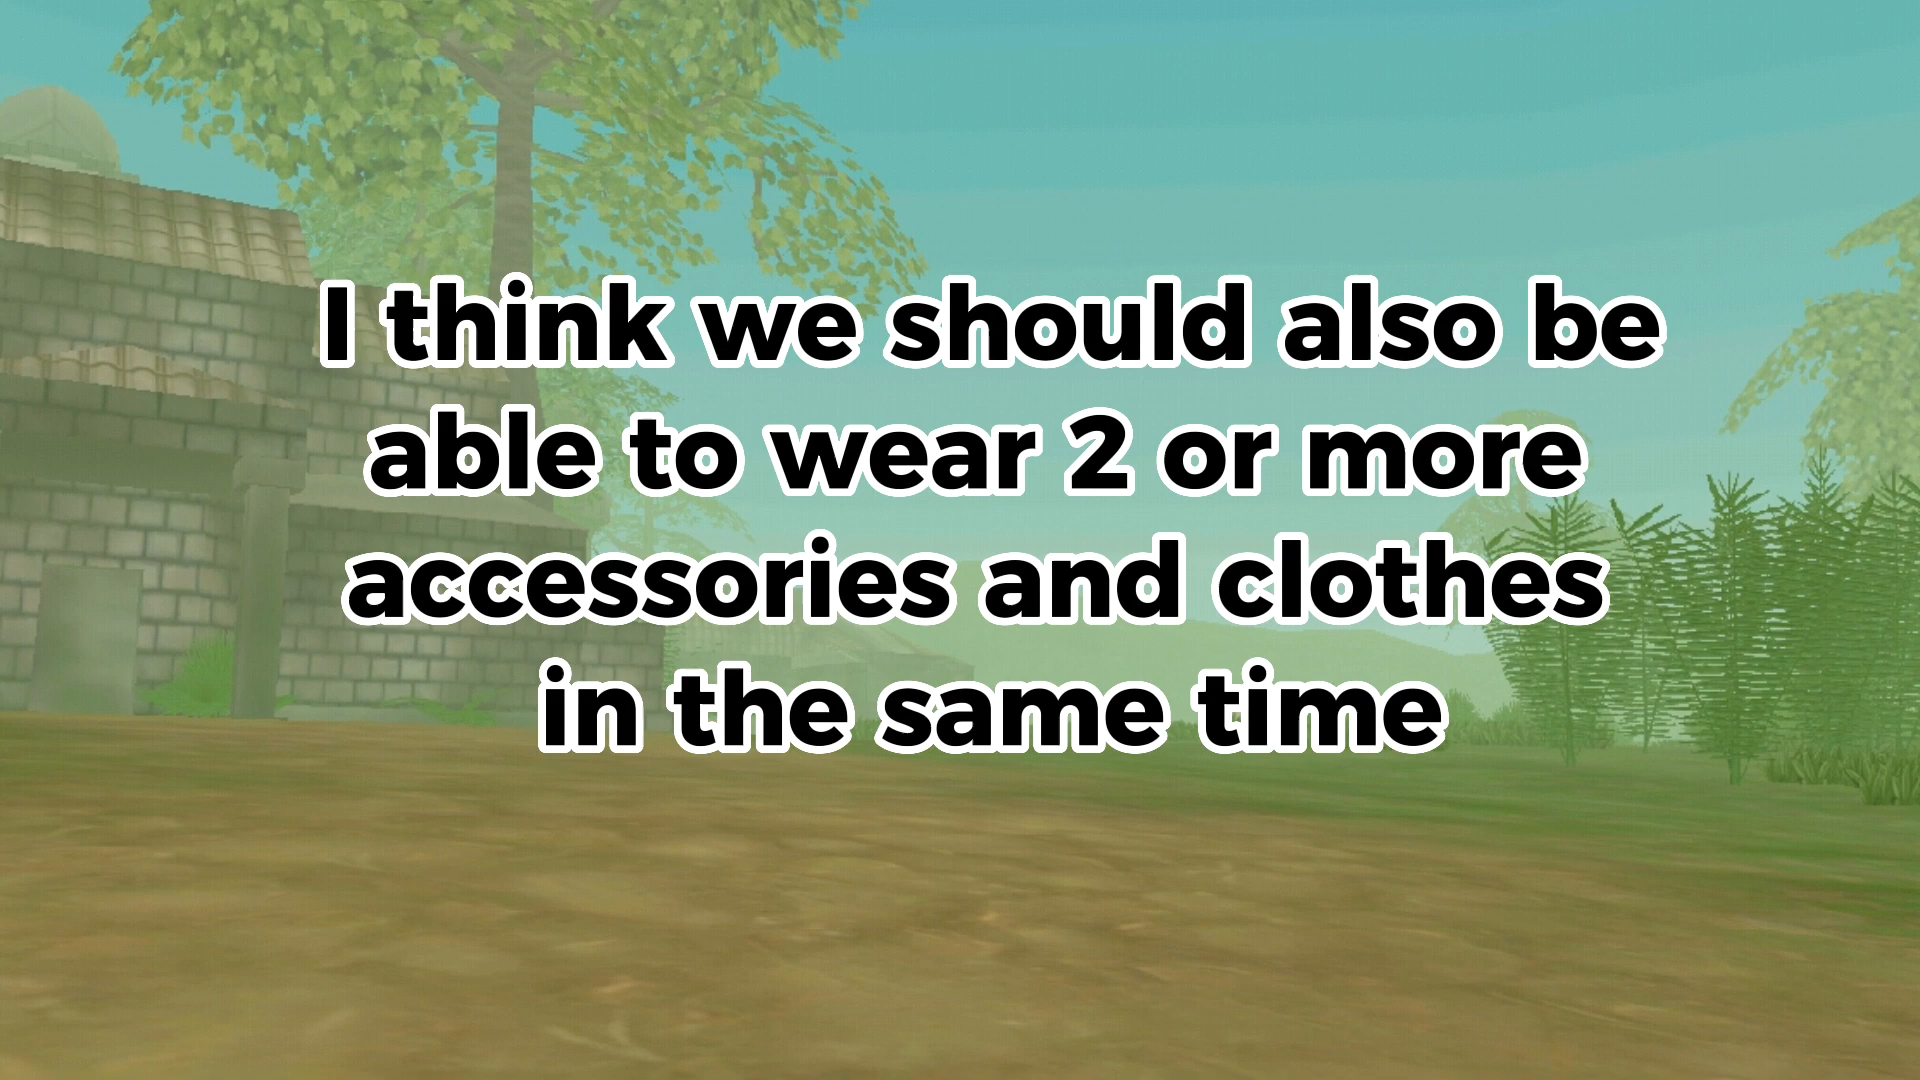 I think we should also be
able to wear 2 or more
accessories and clothes
in the same time